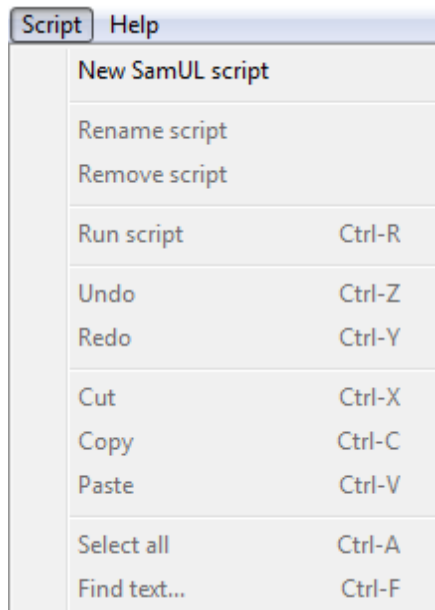 Script Help
New SamUL script
Rename script
Remove script
Run script Ctrl-R
Undo Ctrl-Z
Redo Ctrl-Y
Cut Ctrl-X
Copy Ctrl-C
Paste Ctrl-V
Select all Ctrl-A
Find text... Ctrl-F